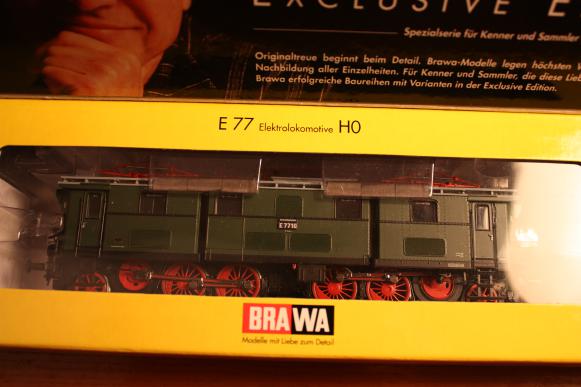 EXCLUSIVE E
Spezialserie für Kenner und Sammler
Originaltreue beginnt beim Detail. Brawa-Modelle legen höchsten
Nachbildung aller Einzelheiten. Für Kenner und Sammler, die diese Lieb
Brawa erfolgreiche Baureihen mit Varianten in der Exclusive Edition.
E 77 Elektrolokomotive H0
E 7710
BRAWA
Modelle mit Liebe zum Detail